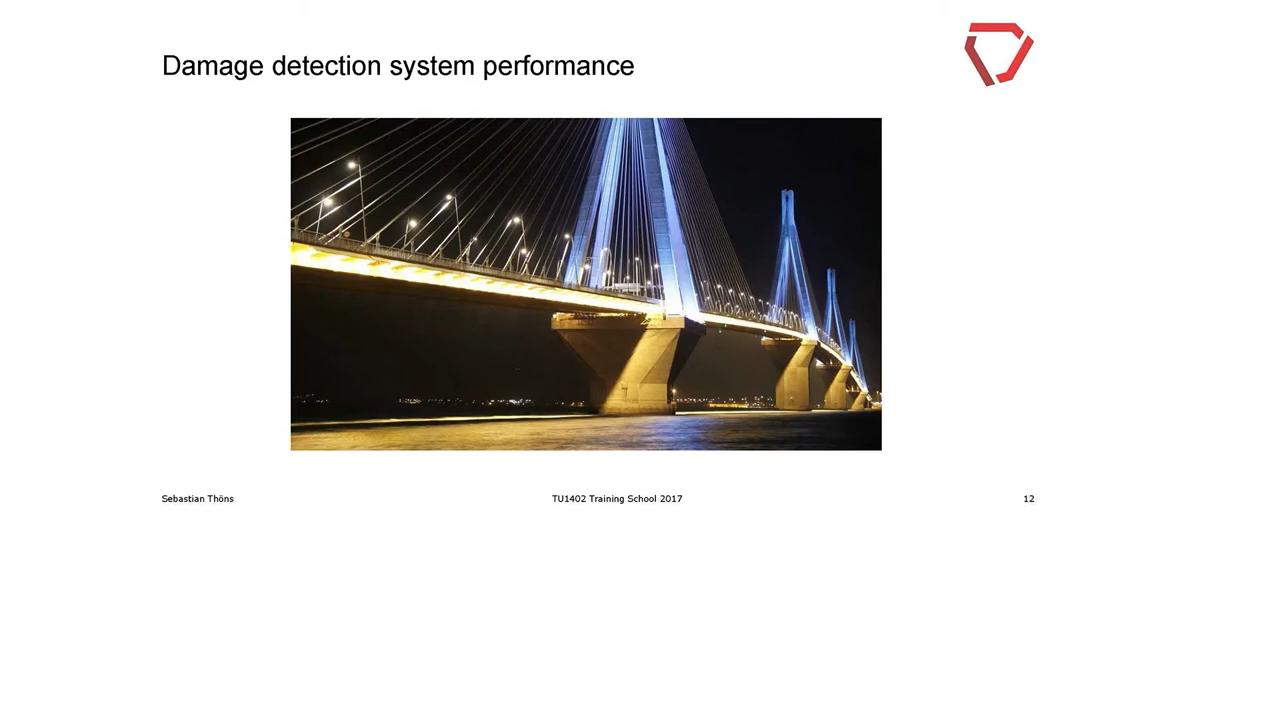 Damage detection system performance
Sebastian Thöns
TU1402 Training School 2017
12